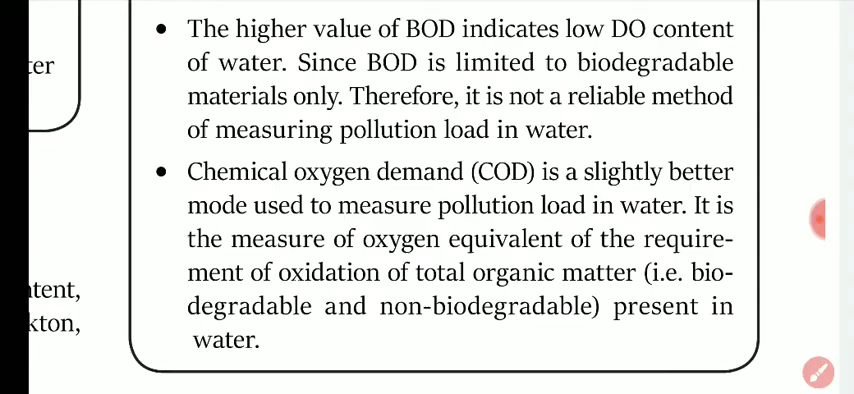 ter
ntent,
kton,
• The higher value of BOD indicates low DO content
of water. Since BOD is limited to biodegradable
materials only. Therefore, it is not a reliable method
of measuring pollution load in water.
• Chemical oxygen demand (COD) is a slightly better
mode used to measure pollution load in water. It is
the measure of oxygen equivalent of the require-
ment of oxidation of total organic matter (i.e. bio-
degradable and non-biodegradable) present in
water.